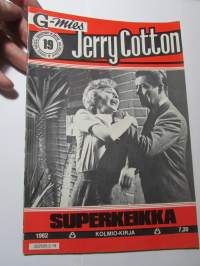 G-mies
19
Jerry Cotton
SUPERKEIKKA
1982 KOLMIO-KIRJA 7,20